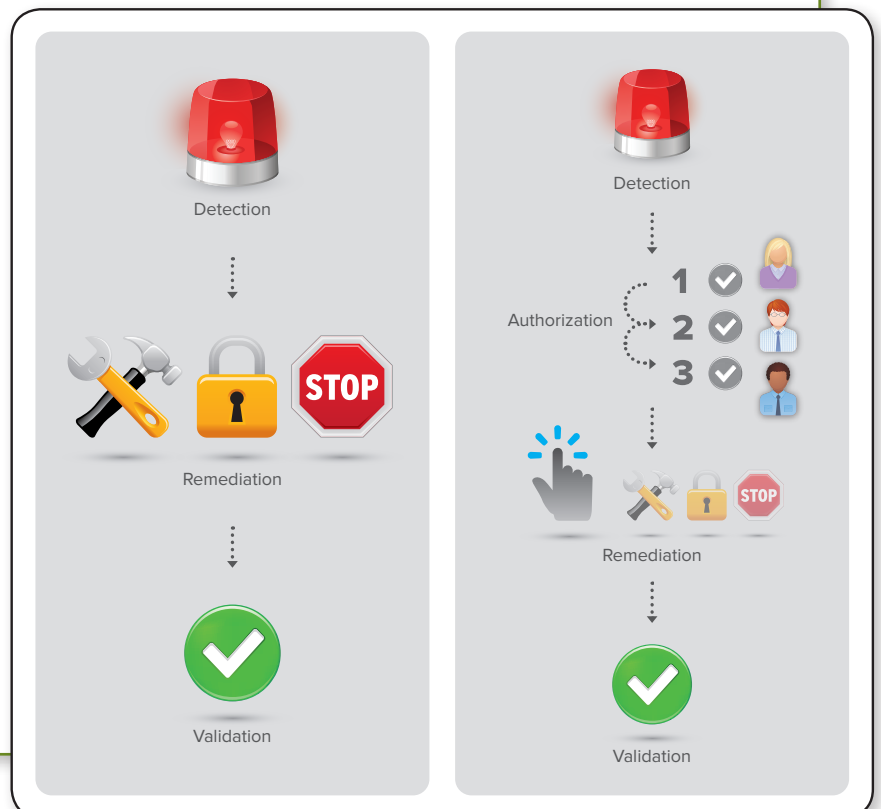 Detection
STOP
Remediation
Validation
Detection
1
Authorization
2
3
STOP
Remediation
Validation